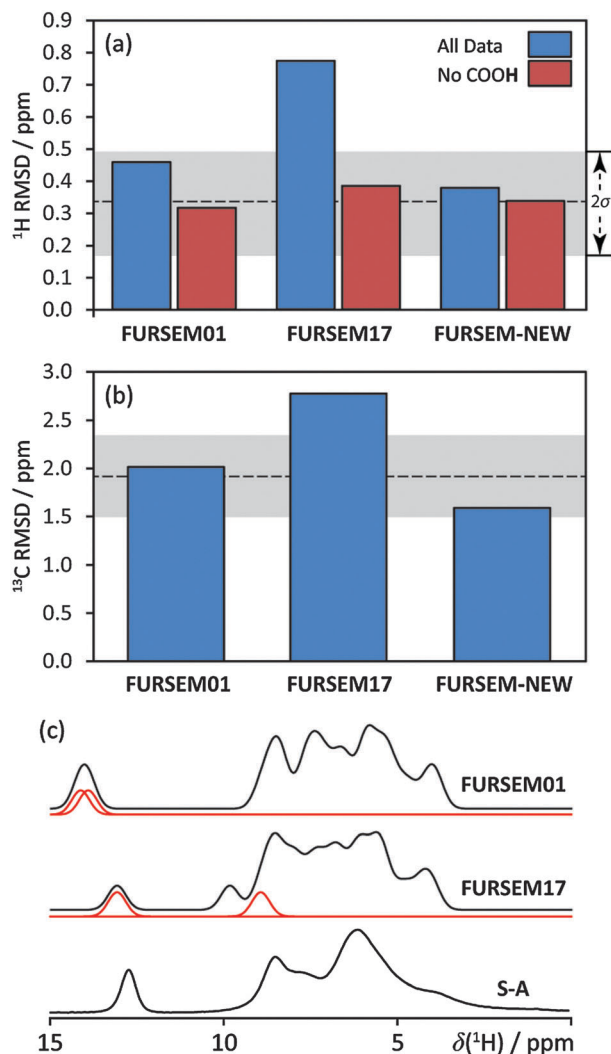 (a)
All Data
No COOH
¹H RMSD / ppm
0.9
0.8
0.7
0.6
0.5
0.4
0.3
0.2
0.1
0.0
2σ
FURSEM01 FURSEM17 FURSEM-NEW
(b)
¹³C RMSD / ppm
3.0
2.5
2.0
1.5
1.0
0.5
0.0
FURSEM01 FURSEM17 FURSEM-NEW
(c)
FURSEM01
FURSEM17
S-A
15 10 5 δ(¹H) / ppm